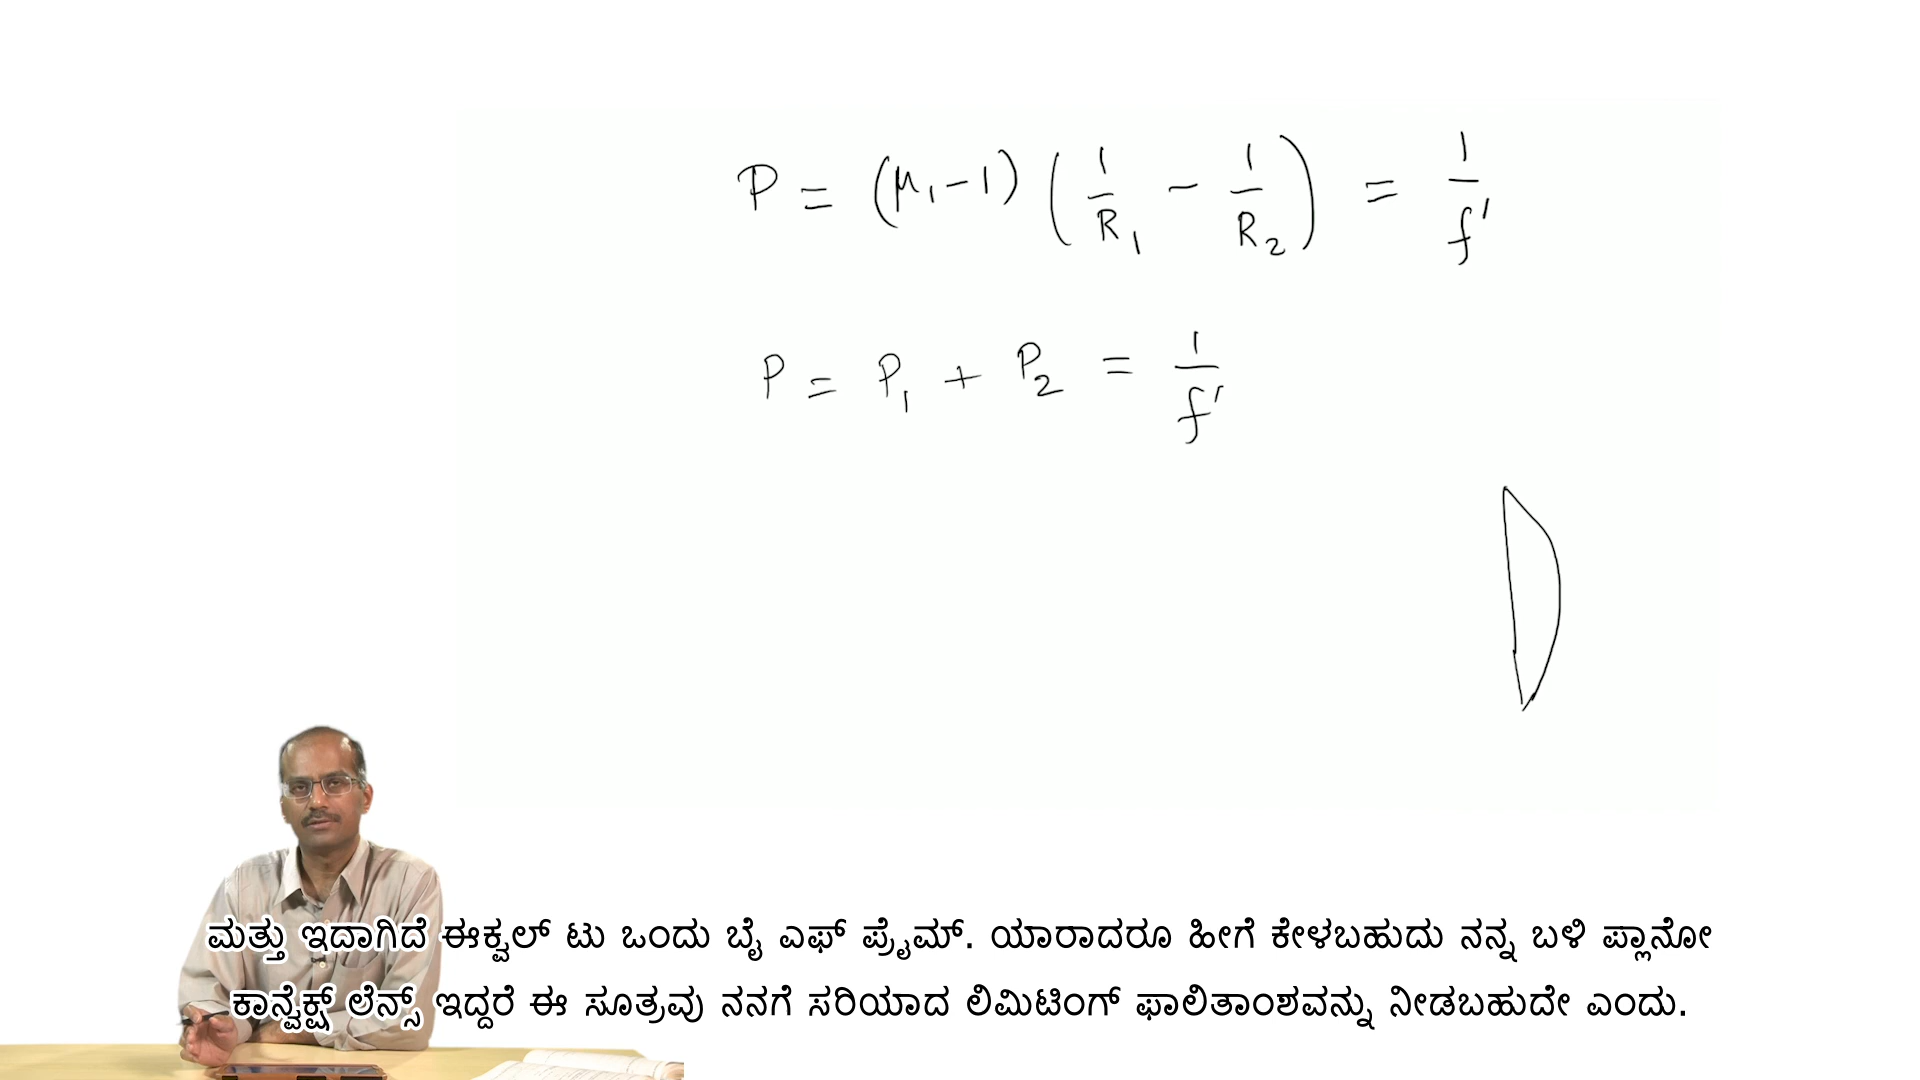 P = (μ₁ - 1) (1/R₁ - 1/R₂) = 1/f'
P = P₁ + P₂ = 1/f'
ಮತ್ತು ಇದಾಗಿದೆ ಈಕ್ವಲ್ ಟು ಒಂದು ಬೈ ಎಫ್ ಪ್ರೈಮ್. ಯಾರಾದರೂ ಹೀಗೆ ಕೇಳಬಹುದು ನನ್ನ ಬಳಿ ಪ್ಲಾನೋ
ಕಾನ್ವೆಕ್ಷ್ ಲೆನ್ಸ್ ಇದ್ದರೆ ಈ ಸೂತ್ರವು ನನಗೆ ಸರಿಯಾದ ಲಿಮಿಟಿಂಗ್ ಫಾಲಿತಾಂಶವನ್ನು ನೀಡಬಹುದೇ ಎಂದು.